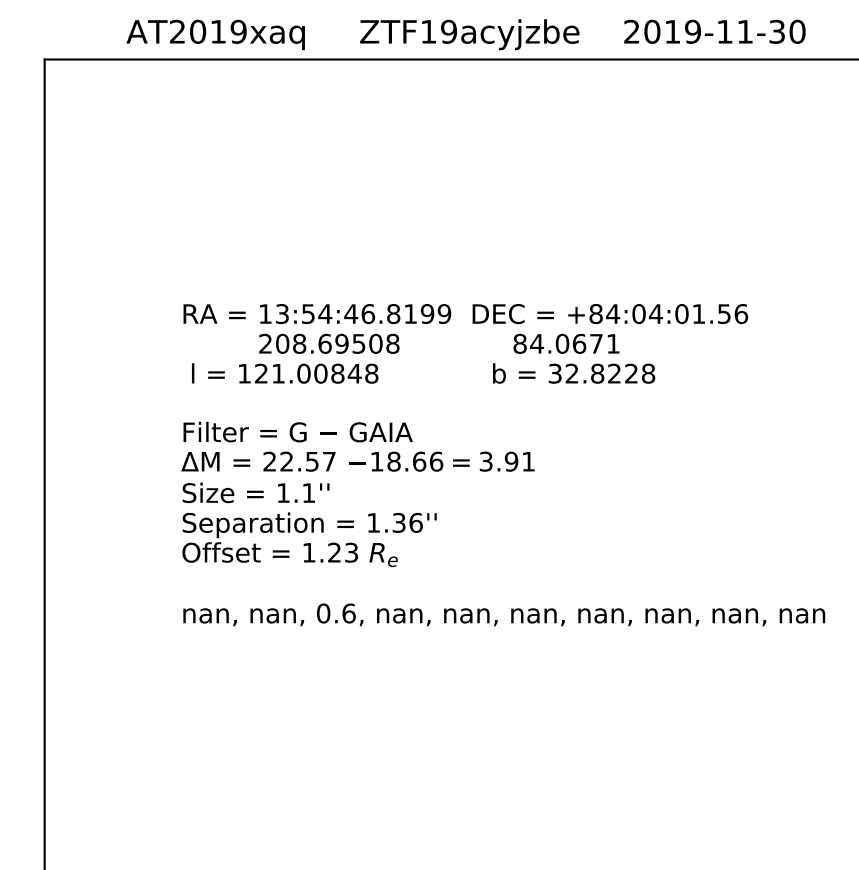 AT2019xaq ZTF19acyjzbe 2019-11-30
RA = 13:54:46.8199 DEC = +84:04:01.56
208.69508 84.0671
l = 121.00848 b = 32.8228
Filter = G − GAIA
ΔM = 22.57 −18.66 = 3.91
Size = 1.1''
Separation = 1.36''
Offset = 1.23 Re
nan, nan, 0.6, nan, nan, nan, nan, nan, nan, nan